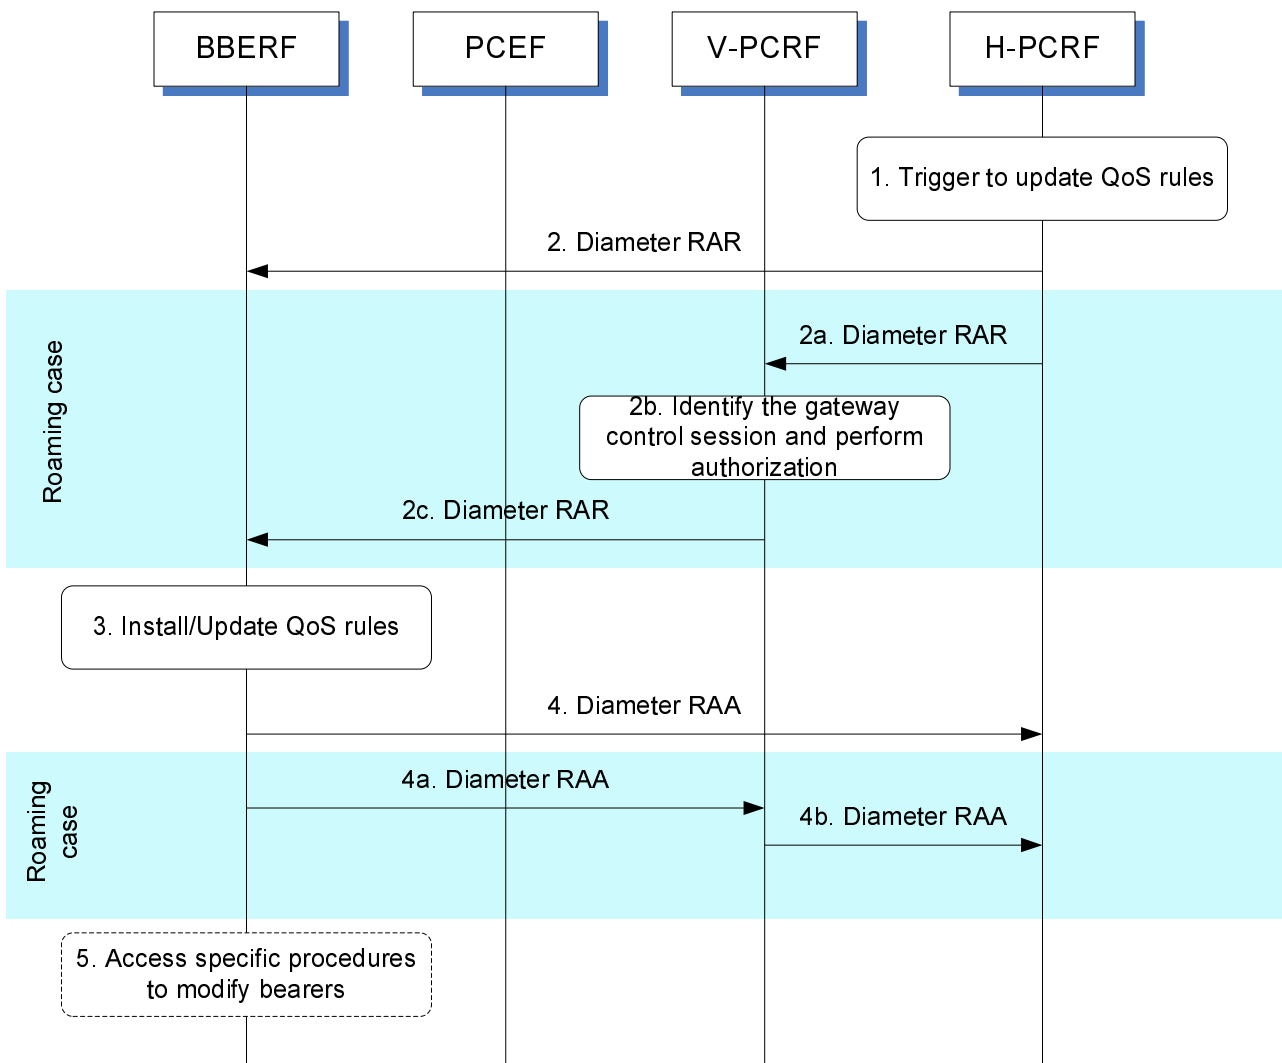 BBERF
PCEF
V-PCRF
H-PCRF
1. Trigger to update QoS rules
2. Diameter RAR
Roaming case
2a. Diameter RAR
2b. Identify the gateway
control session and perform
authorization
2c. Diameter RAR
3. Install/Update QoS rules
4. Diameter RAA
Roaming
case
4a. Diameter RAA
4b. Diameter RAA
5. Access specific procedures
to modify bearers